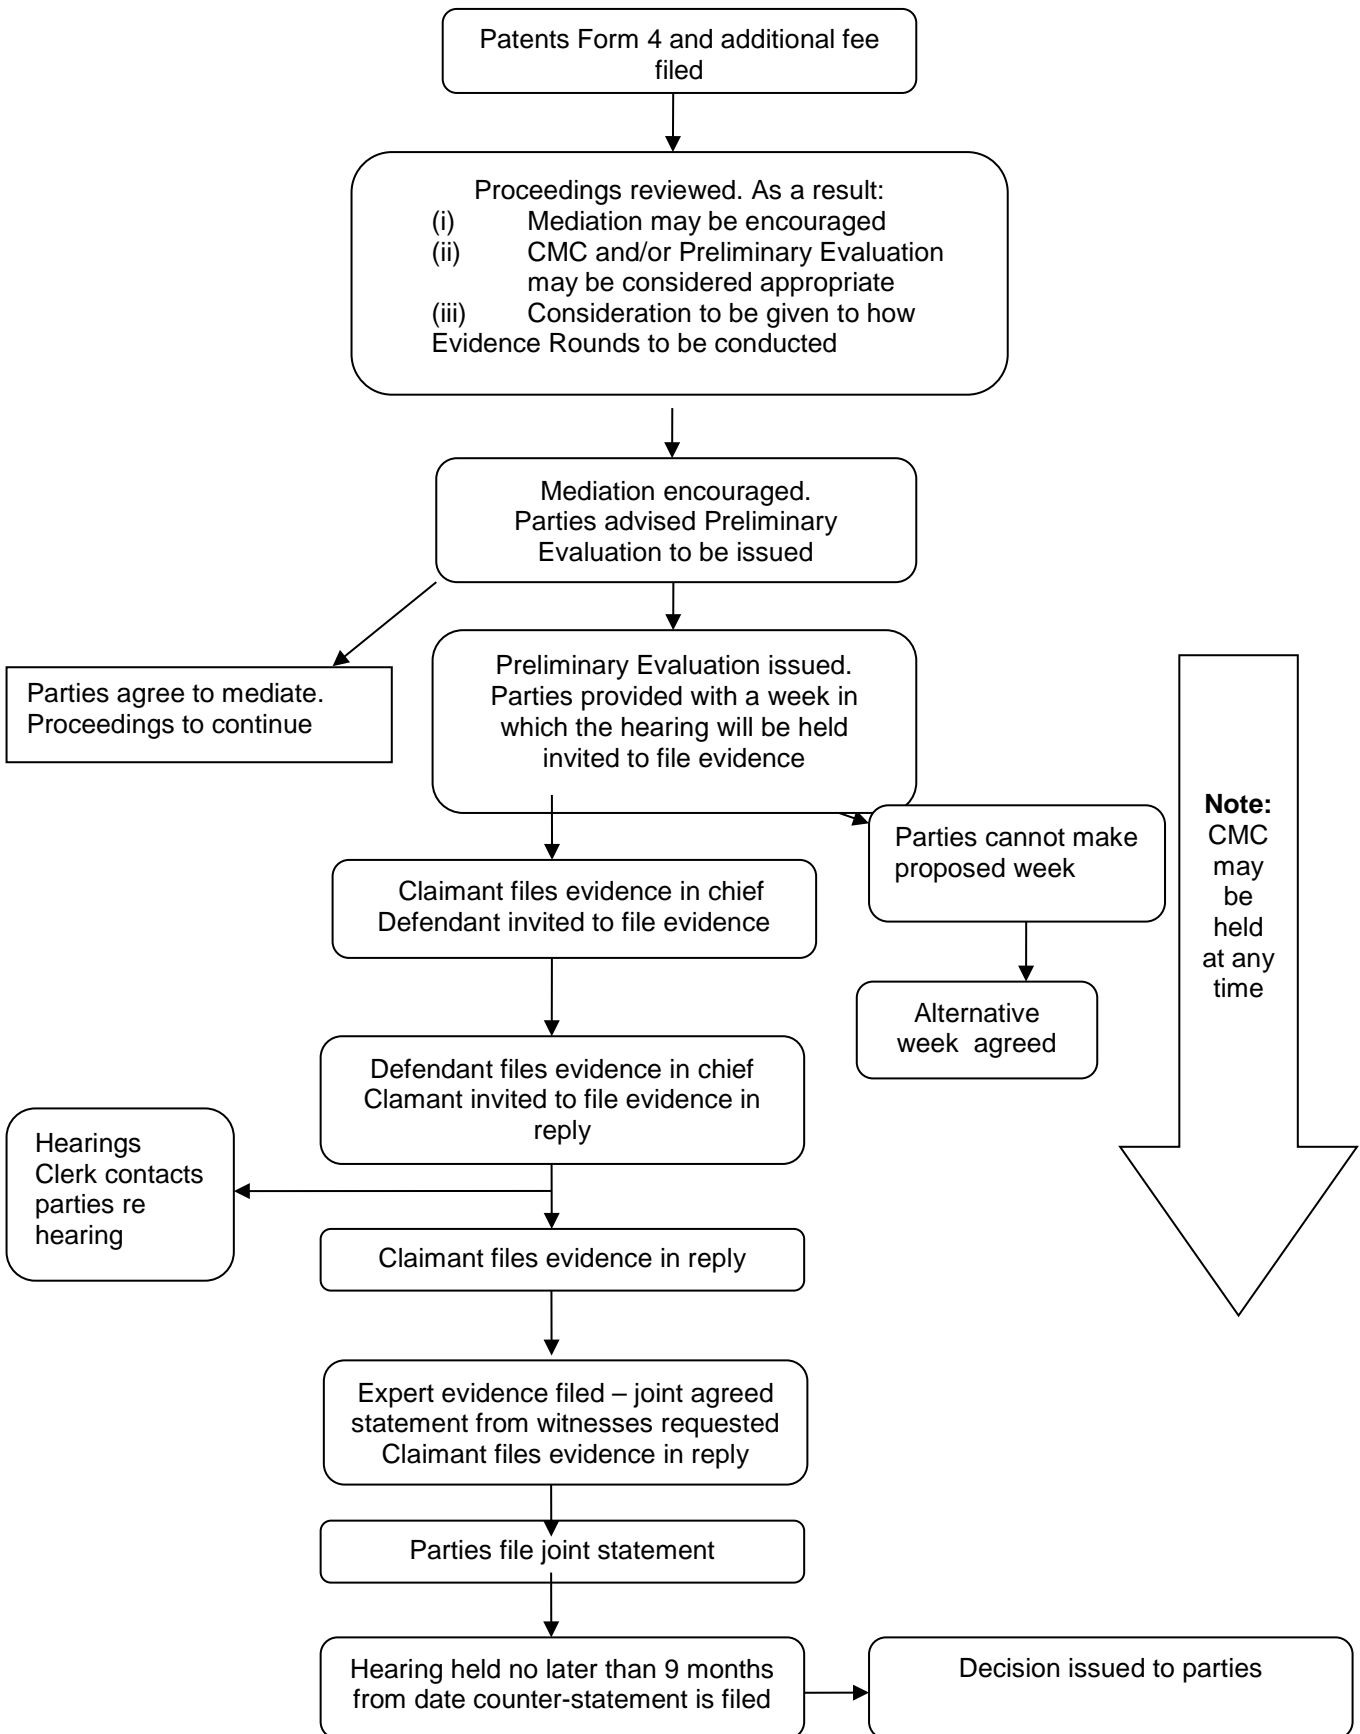 Patents Form 4 and additional fee
filed
Proceedings reviewed. As a result:
(i) Mediation may be encouraged
(ii) CMC and/or Preliminary Evaluation
may be considered appropriate
(iii) Consideration to be given to how
Evidence Rounds to be conducted
Mediation encouraged.
Parties advised Preliminary
Evaluation to be issued
Parties agree to mediate.
Proceedings to continue
Preliminary Evaluation issued.
Parties provided with a week in
which the hearing will be held
invited to file evidence
Parties cannot make
proposed week
Alternative
week agreed
Note:
CMC
may
be
held
at any
time
Claimant files evidence in chief
Defendant invited to file evidence
Defendant files evidence in chief
Clamant invited to file evidence in
reply
Hearings
Clerk contacts
parties re
hearing
Claimant files evidence in reply
Expert evidence filed – joint agreed
statement from witnesses requested
Claimant files evidence in reply
Parties file joint statement
Hearing held no later than 9 months
from date counter-statement is filed
Decision issued to parties